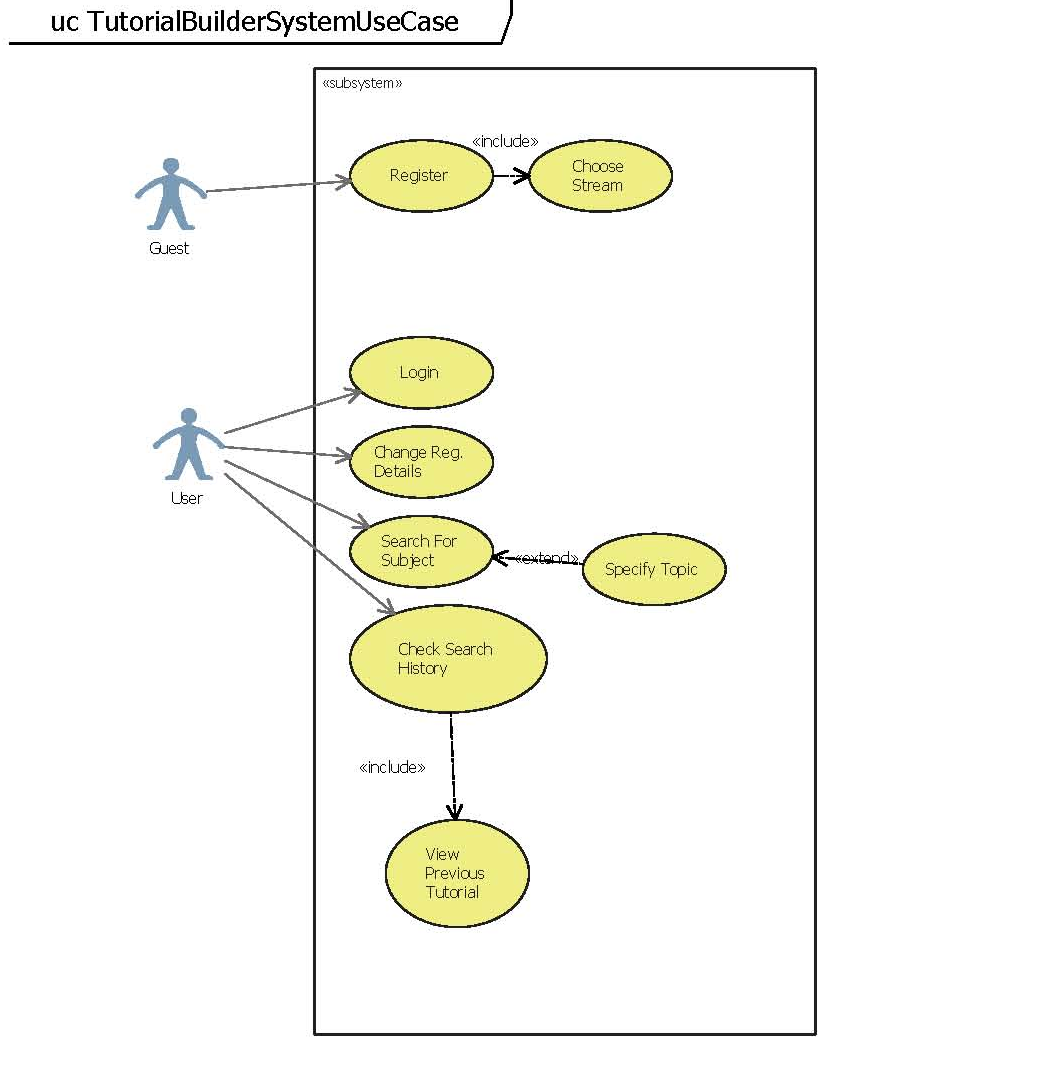 uc TutorialBuilderSystemUseCase
«subsystem»
«include»
Register
Choose
Stream
Guest
Login
Change Reg.
Details
User
Search For
Subject
«extend»
Specify Topic
Check Search
History
«include»
View
Previous
Tutorial